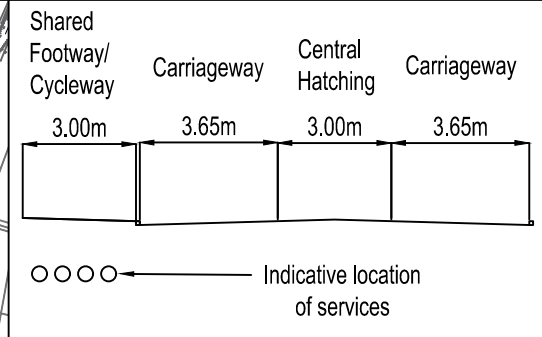 Shared
Footway/
Cycleway
Carriageway
Central
Hatching
Carriageway
3.00m
3.65m
3.00m
3.65m
Indicative location
of services